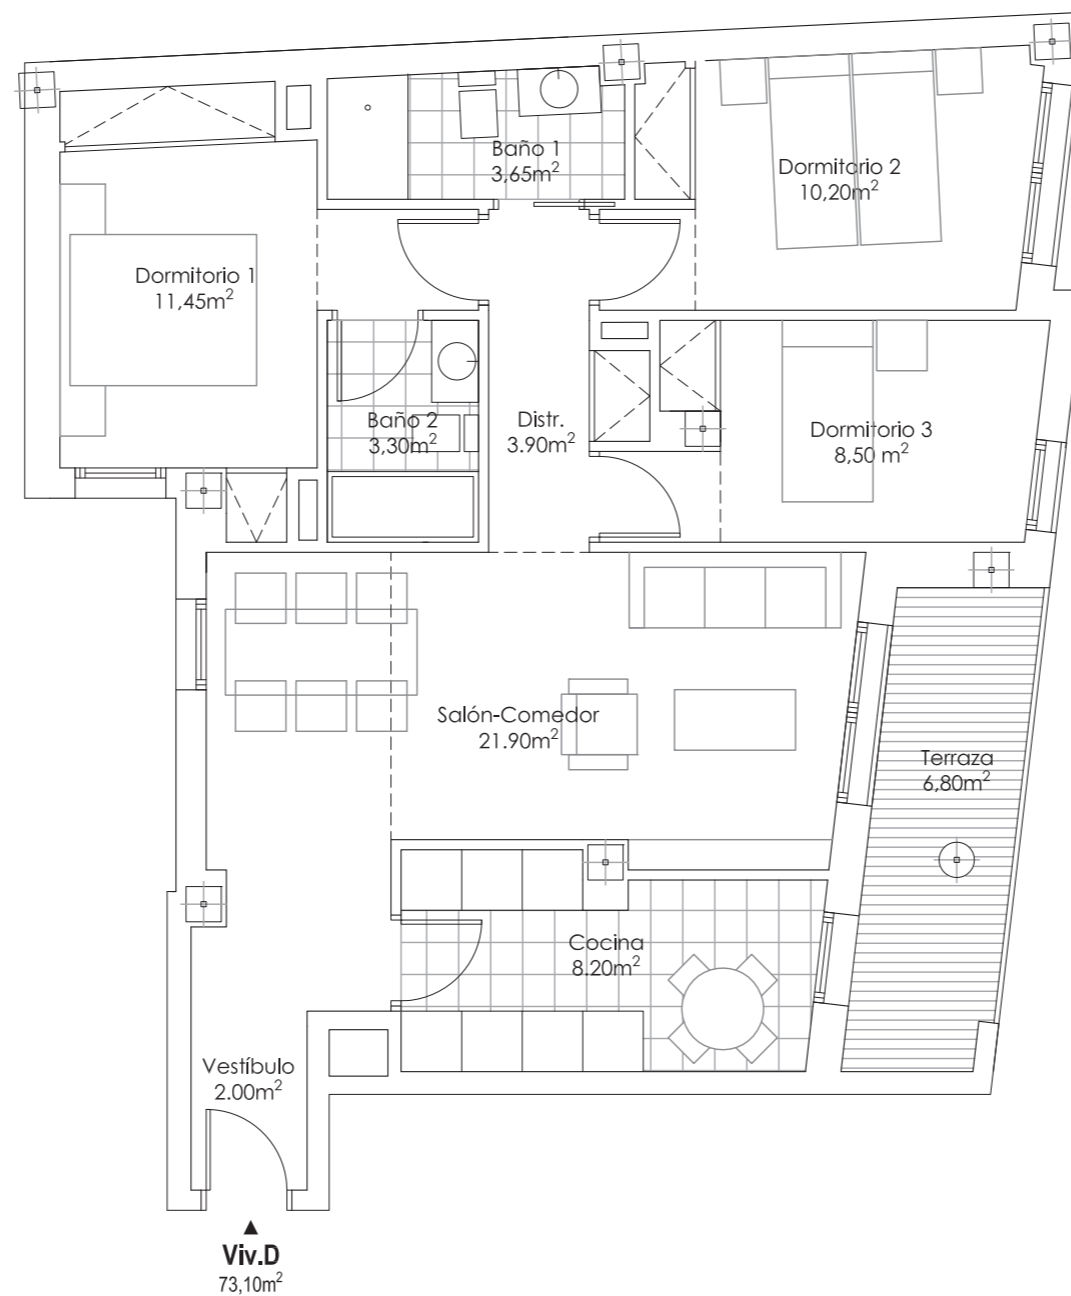 Baño 1
3,65m²
Dormitorio 2
10,20m²
Dormitorio 1
11,45m²
Baño 2
3,30m²
Distr.
3.90m²
Dormitorio 3
8,50 m²
Salón-Comedor
21.90m²
Terraza
6,80m²
Cocina
8.20m²
Vestíbulo
2.00m²
Viv.D
73,10m²